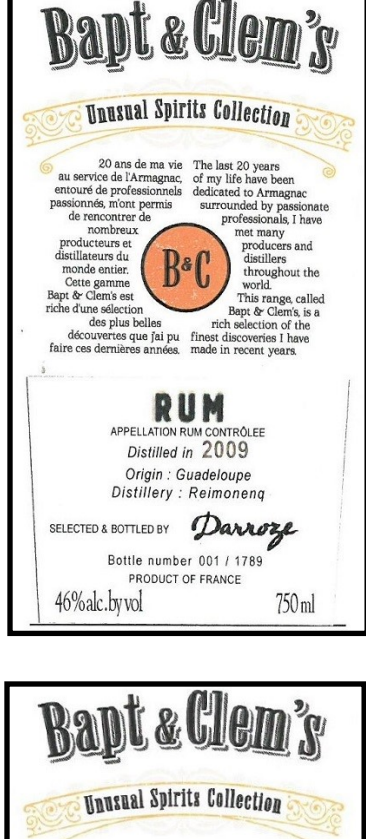 Bapt & Clem's
Unusual Spirits Collection
20 ans de ma vie
au service de l'Armagnac,
entouré de professionnels
passionnés, m'ont permis
de rencontrer de
nombreux
producteurs et
distillateurs du
monde entier.
Cette gamme
Bapt & Clem's est
riche d'une sélection
des plus belles
découvertes que j'ai pu
faire ces dernières années.
The last 20 years
of my life have been
dedicated to Armagnac
surrounded by passionate
professionals, I have
met many
producers and
distillers
throughout the
world.
This range, called
Bapt & Clem's, is a
rich selection of the
finest discoveries I have
made in recent years.
B&C
RUM
APPELLATION RUM CONTRÔLEE
Distilled in 2009
Origin : Guadeloupe
Distillery : Reimonenq
SELECTED & BOTTLED BY Darroze
Bottle number 001 / 1789
PRODUCT OF FRANCE
46%alc.by vol 750 ml
Bapt & Clem's
Unusual Spirits Collection